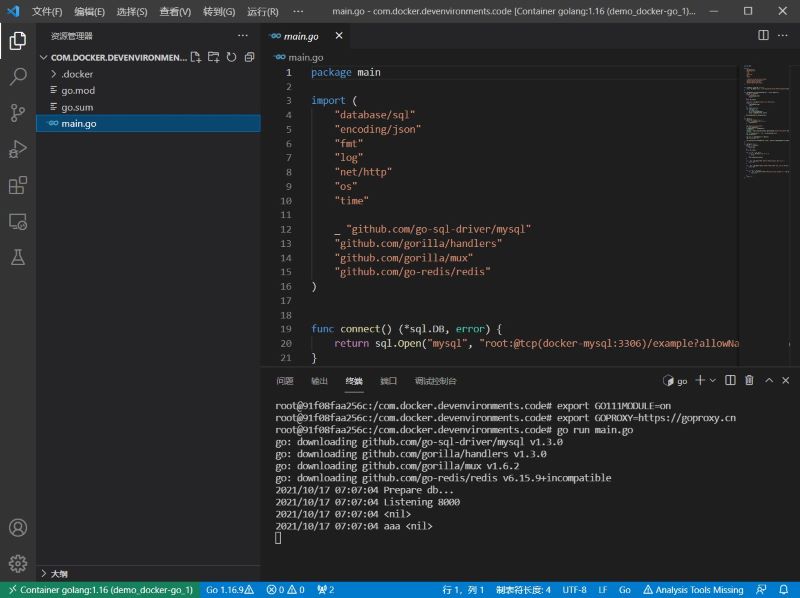 文件(F) 编辑(E) 选择(S) 查看(V) 转到(G) 运行(R) ··· main.go - com.docker.devenvironments.code [Container golang:1.16 (demo_docker-go_1)...
资源管理器 ···
COM.DOCKER.DEVENVIRONMEN...
.docker
go.mod
go.sum
main.go
main.go
main.go
1 package main
2
3 import (
4 "database/sql"
5 "encoding/json"
6 "fmt"
7 "log"
8 "net/http"
9 "os"
10 "time"
11
12 _ "github.com/go-sql-driver/mysql"
13 "github.com/gorilla/handlers"
14 "github.com/gorilla/mux"
15 "github.com/go-redis/redis"
16 )
17
18
19 func connect() (*sql.DB, error) {
20 return sql.Open("mysql", "root:@tcp(docker-mysql:3306)/example?allowNa
21 }
问题 输出 终端 端口 调试控制台 go
root@91f08faa256c:/com.docker.devenvironments.code# export GO111MODULE=on
root@91f08faa256c:/com.docker.devenvironments.code# export GOPROXY=https://goproxy.cn
root@91f08faa256c:/com.docker.devenvironments.code# go run main.go
go: downloading github.com/go-sql-driver/mysql v1.3.0
go: downloading github.com/gorilla/handlers v1.3.0
go: downloading github.com/gorilla/mux v1.6.2
go: downloading github.com/go-redis/redis v6.15.9+incompatible
2021/10/17 07:07:04 Prepare db...
2021/10/17 07:07:04 Listening 8000
2021/10/17 07:07:04 <nil>
2021/10/17 07:07:04 aaa <nil>
大纲
Container golang:1.16 (demo_docker-go_1) Go 1.16.9 0 0 2 行 1，列 1 制表符长度: 4 UTF-8 LF Go Analysis Tools Missing